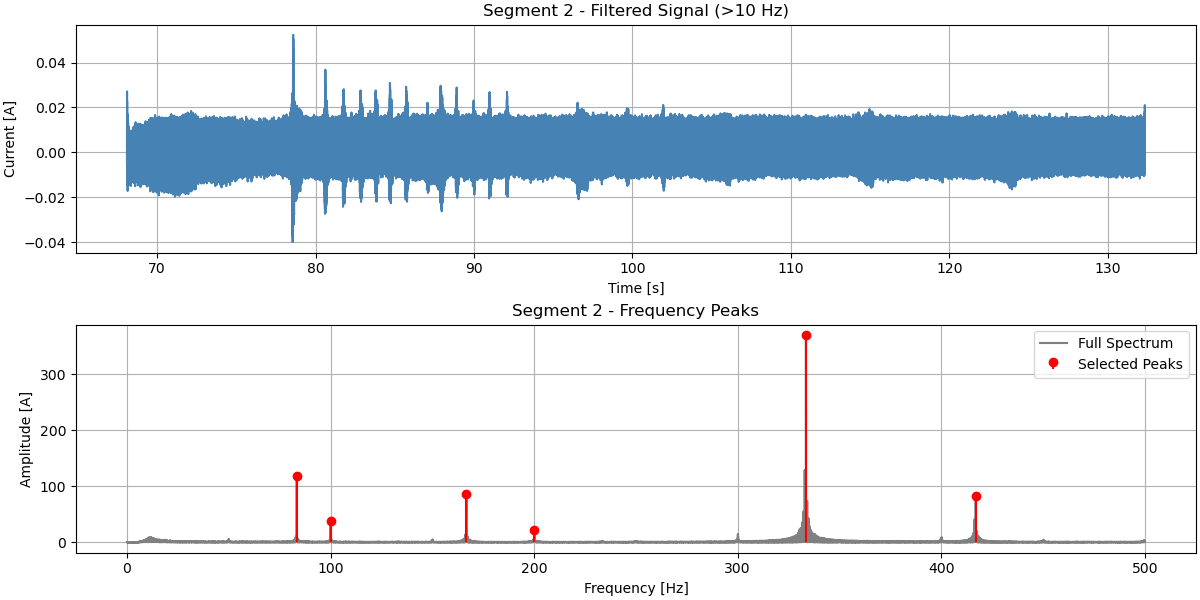 Segment 2 - Filtered Signal (>10 Hz)
Current [A]
0.04
0.02
0.00
−0.02
−0.04
70 80 90 100 110 120 130
Time [s]
Segment 2 - Frequency Peaks
Amplitude [A]
300
200
100
0
Full Spectrum
Selected Peaks
0 100 200 300 400 500
Frequency [Hz]